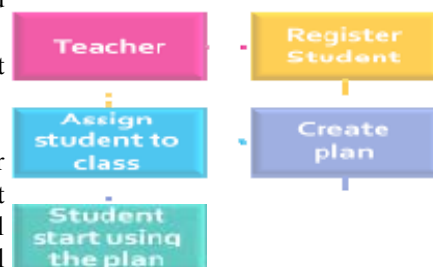 Teacher
Register
Student
Assign
student to
class
Create
plan
Student
start using
the plan